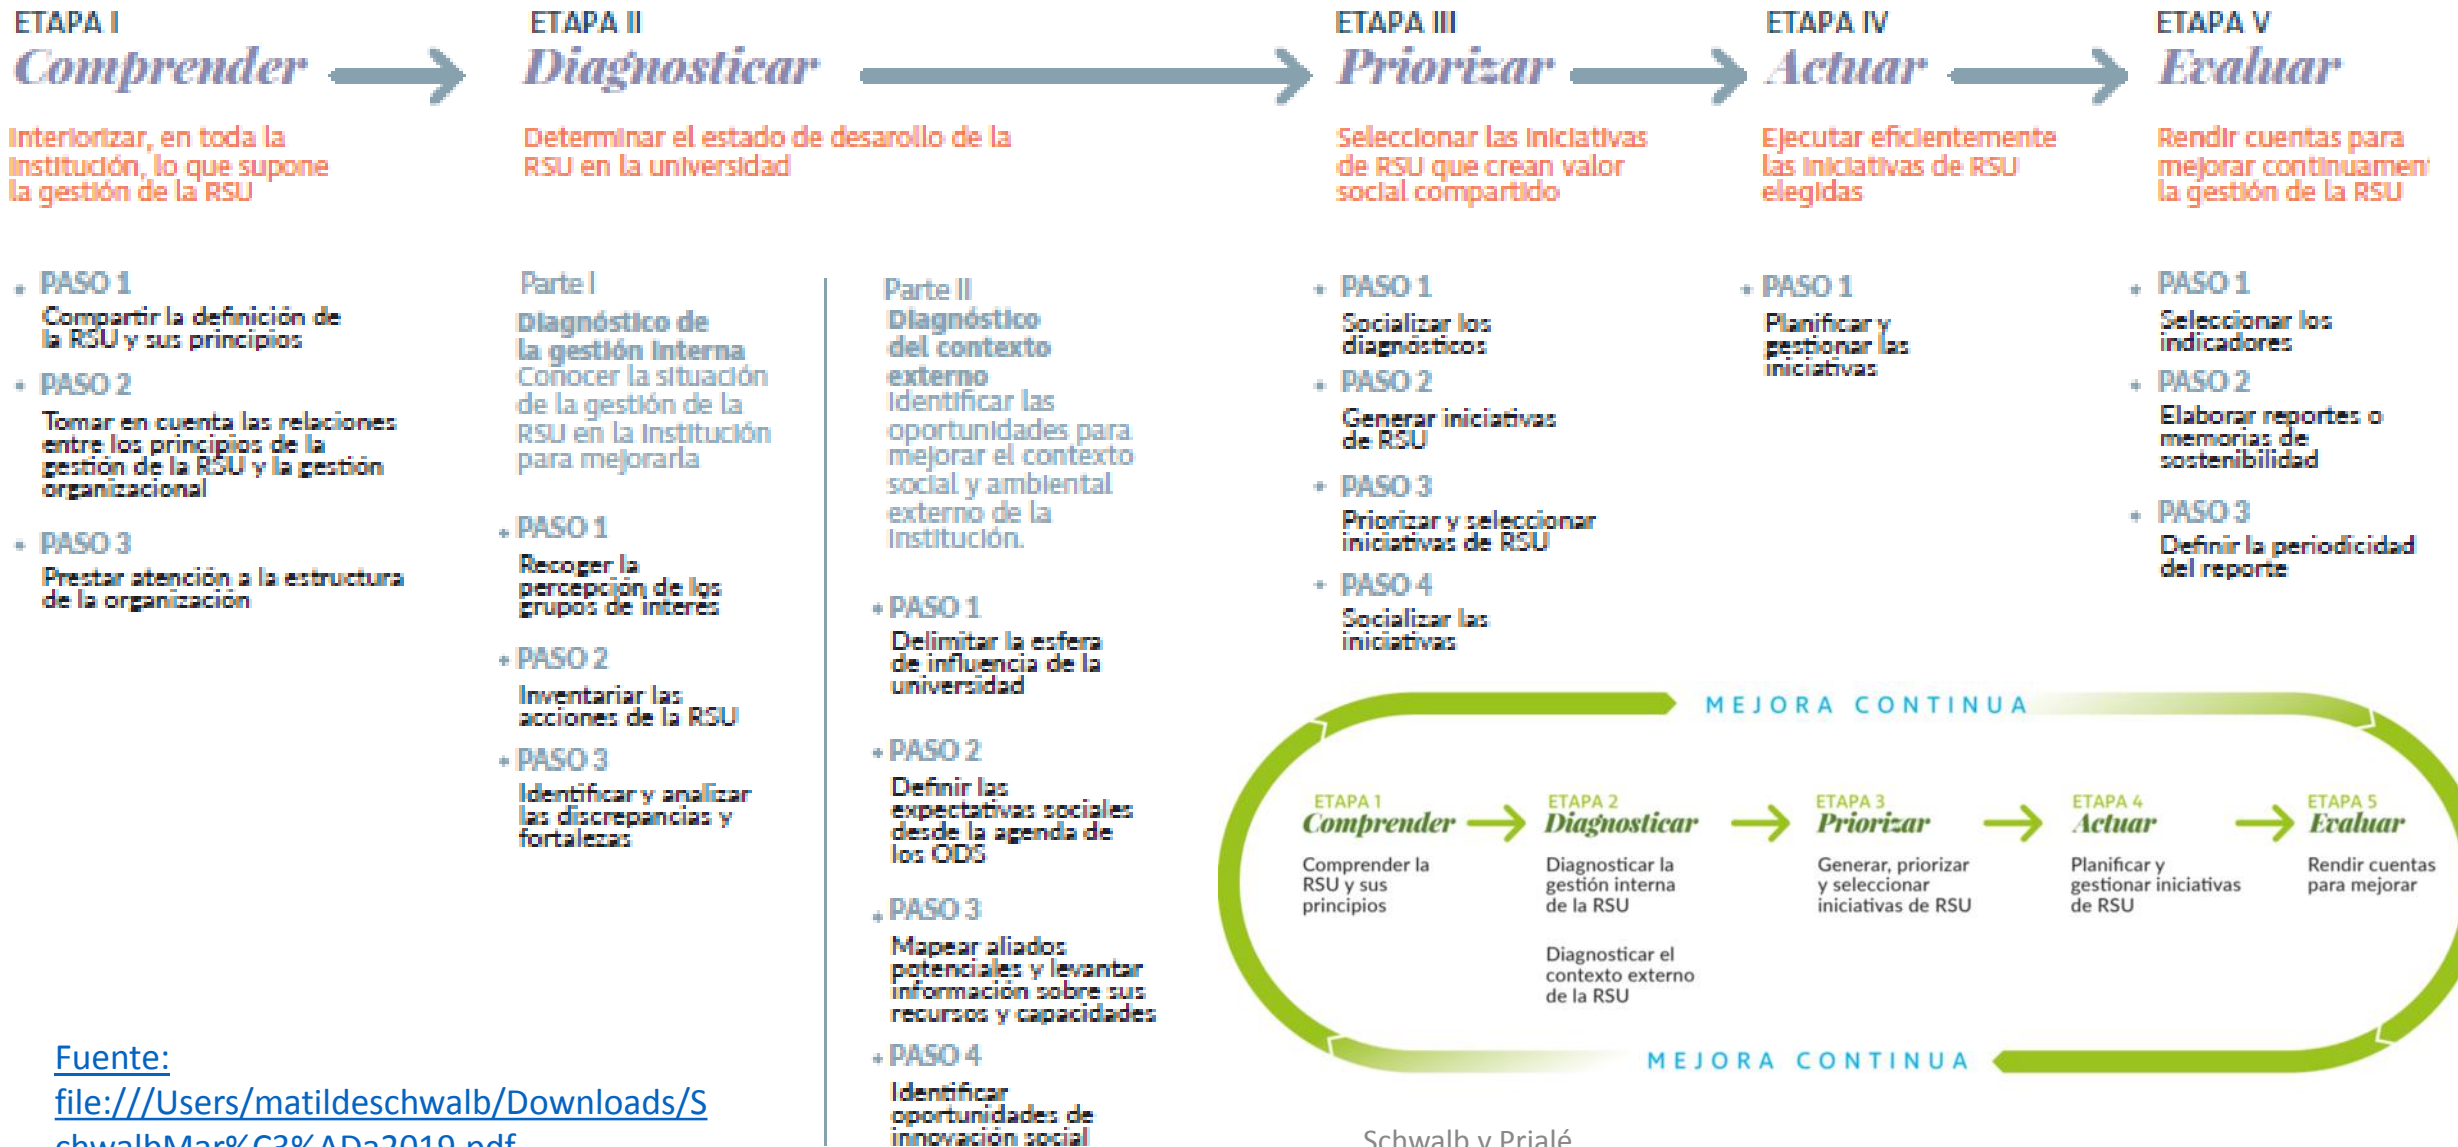 ETAPA I
Comprender
Interiorizar, en toda la
Institución, lo que supone
la gestión de la RSU
PASO 1
Compartir la definición de
la RSU y sus principios
PASO 2
Tomar en cuenta las relaciones
entre los principios de la
gestión de la RSU y la gestión
organizacional
PASO 3
Prestar atención a la estructura
de la organización
ETAPA II
Diagnosticar
Determinar el estado de desarollo de la
RSU en la universidad
Parte I
Diagnóstico de
la gestión interna
Conocer la situación
de la gestión de la
RSU en la Institución
para mejorarla
PASO 1
Recoger la
percepción de los
grupos de interés
PASO 2
Inventariar las
acciones de la RSU
PASO 3
Identificar y analizar
las discrepancias y
fortalezas
Parte II
Diagnóstico
del contexto
externo
Identificar las
oportunidades para
mejorar el contexto
social y ambiental
externo de la
Institución.
PASO 1
Delimitar la esfera
de influencia de la
universidad
PASO 2
Definir las
expectativas sociales
desde la agenda de
los ODS
PASO 3
Mapear aliados
potenciales y levantar
información sobre sus
recursos y capacidades
PASO 4
Identificar
oportunidades de
innovación social
ETAPA III
Priorizar
Seleccionar las Iniciativas
de RSU que crean valor
social compartido
PASO 1
Socializar los
diagnósticos
PASO 2
Generar iniciativas
de RSU
PASO 3
Priorizar y seleccionar
iniciativas de RSU
PASO 4
Socializar las
iniciativas
ETAPA IV
Actuar
Ejecutar eficientemente
las Iniciativas de RSU
elegidas
PASO 1
Planificar y
gestionar las
iniciativas
ETAPA V
Evaluar
Rendir cuentas para
mejorar continuamen
la gestión de la RSU
PASO 1
Seleccionar los
indicadores
PASO 2
Elaborar reportes o
memorias de
sostenibilidad
PASO 3
Definir la periodicidad
del reporte
MEJORA CONTINUA
ETAPA 1
Comprender
Comprender la
RSU y sus
principios
ETAPA 2
Diagnosticar
Diagnosticar la
gestión interna
de la RSU
Diagnosticar el
contexto externo
de la RSU
ETAPA 3
Priorizar
Generar, priorizar
y seleccionar
iniciativas de RSU
ETAPA 4
Actuar
Planificar y
gestionar iniciativas
de RSU
ETAPA 5
Evaluar
Rendir cuentas
para mejorar
MEJORA CONTINUA
Fuente:
file:///Users/matildeschwalb/Downloads/S
chwalbMar%C3%ADa2019.pdf
Schwalb y Prialé